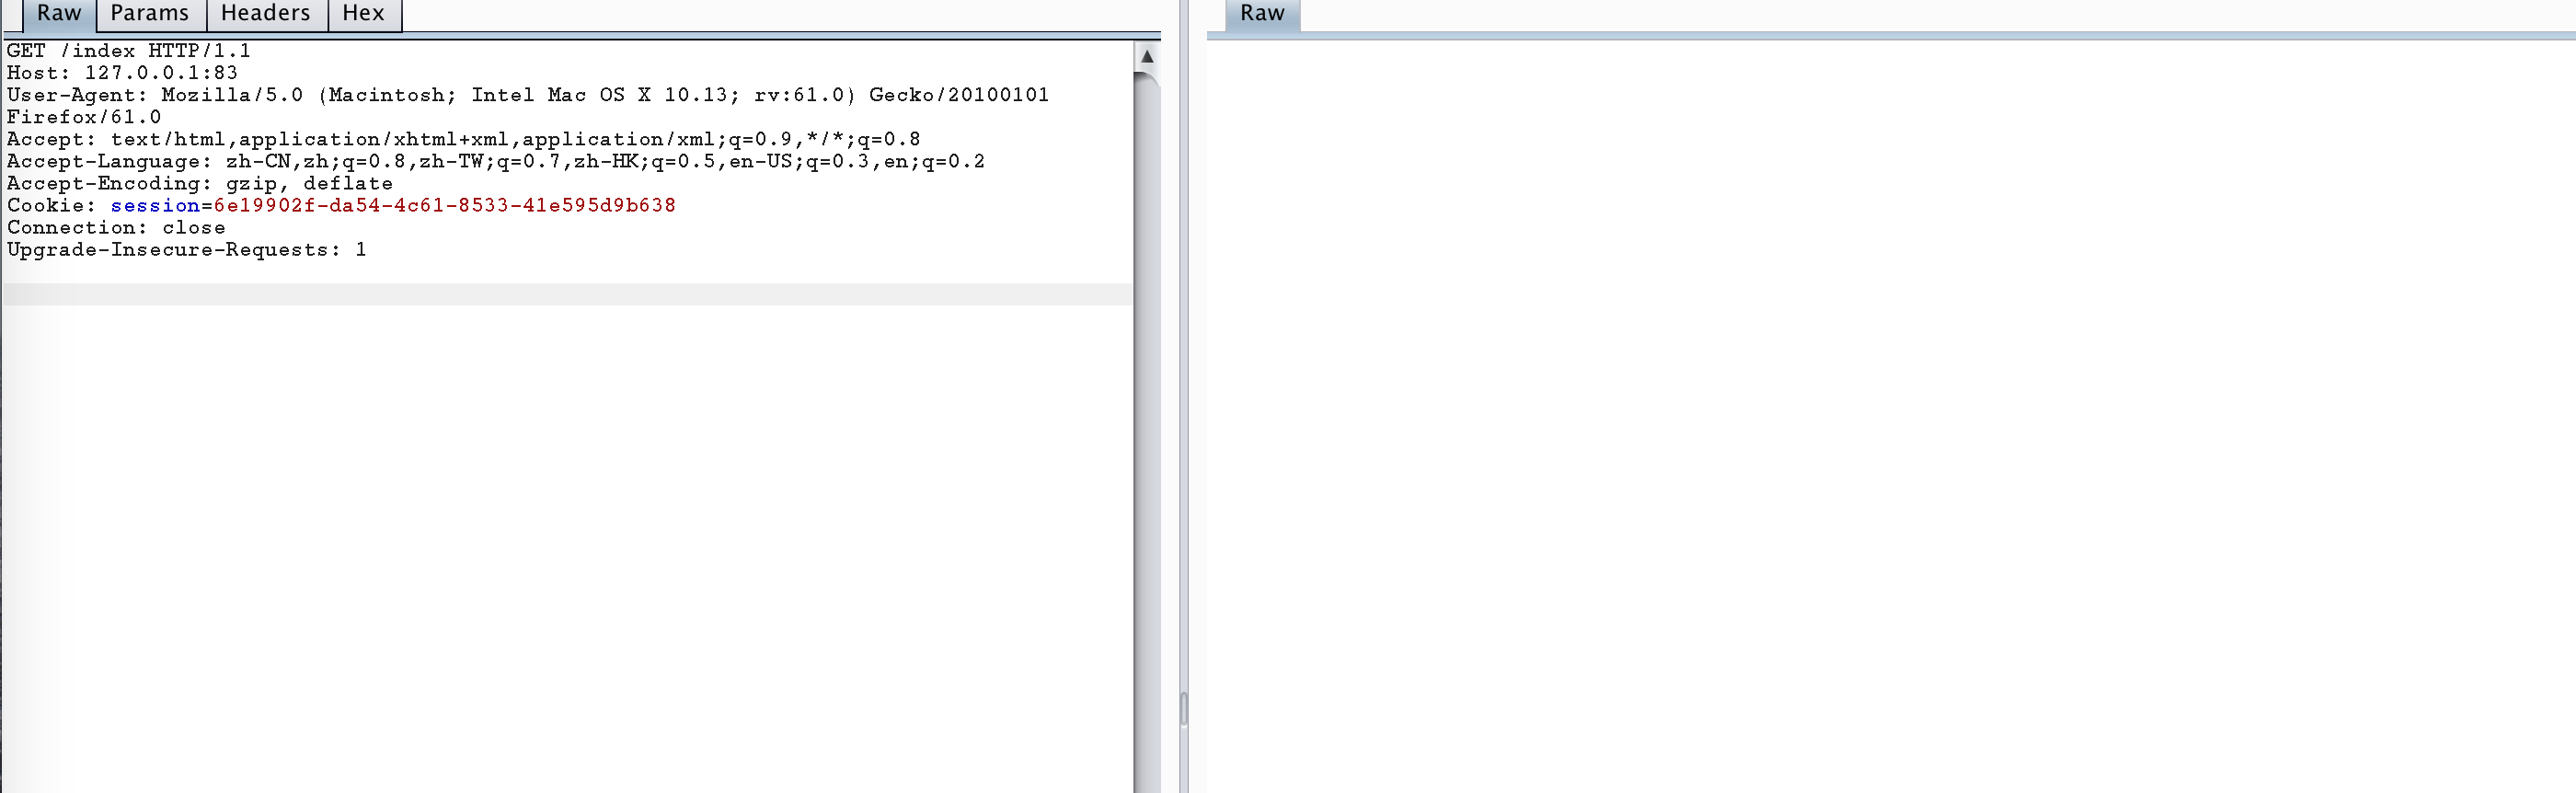 Raw Params Headers Hex
GET /index HTTP/1.1
Host: 127.0.0.1:83
User-Agent: Mozilla/5.0 (Macintosh; Intel Mac OS X 10.13; rv:61.0) Gecko/20100101
Firefox/61.0
Accept: text/html,application/xhtml+xml,application/xml;q=0.9,*/*;q=0.8
Accept-Language: zh-CN,zh;q=0.8,zh-TW;q=0.7,zh-HK;q=0.5,en-US;q=0.3,en;q=0.2
Accept-Encoding: gzip, deflate
Cookie: session=6e19902f-da54-4c61-8533-41e595d9b638
Connection: close
Upgrade-Insecure-Requests: 1
Raw